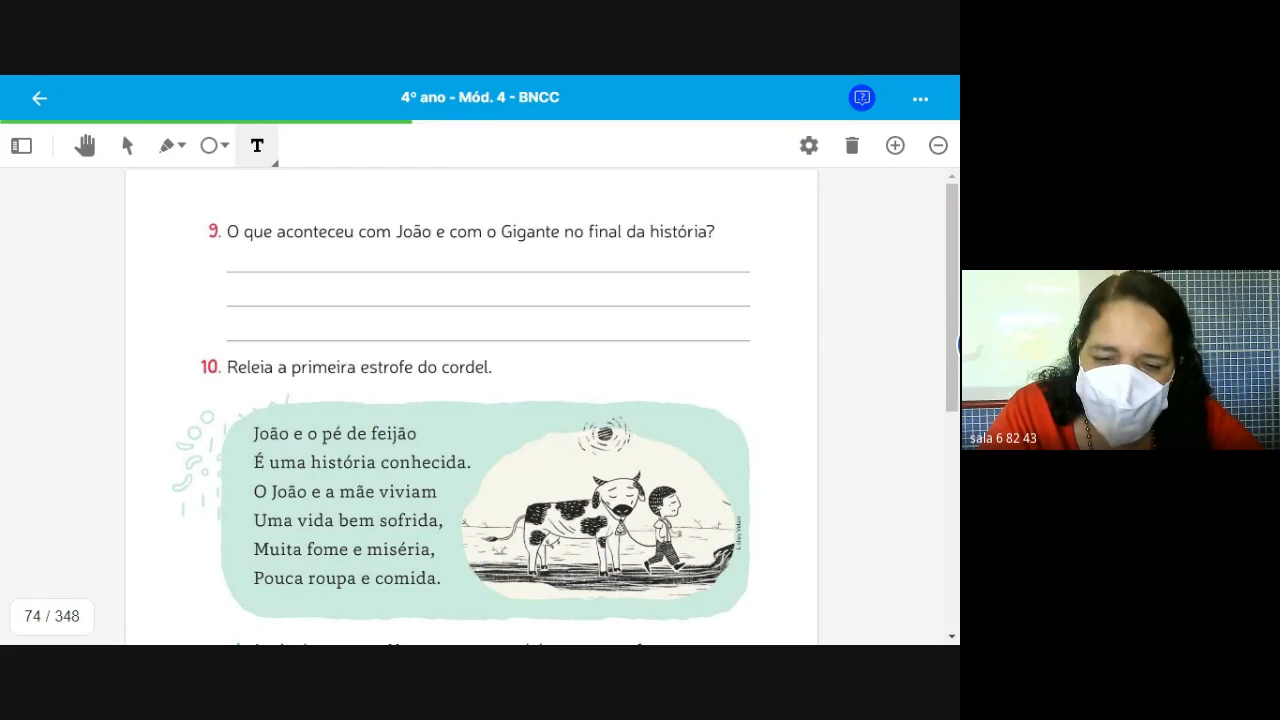 4º ano - Mód. 4 - BNCC
T
9. O que aconteceu com João e com o Gigante no final da história?
10. Releia a primeira estrofe do cordel.
João e o pé de feijão
É uma história conhecida.
O João e a mãe viviam
Uma vida bem sofrida,
Muita fome e miséria,
Pouca roupa e comida.
74 / 348
sala 6 82 43